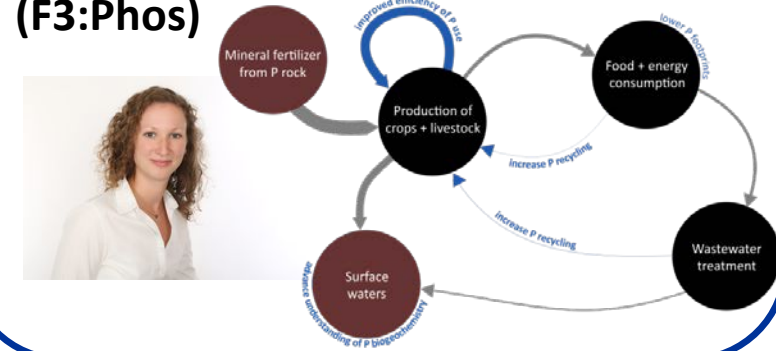 (F3:Phos)
improved efficiency of P use
lower P footprints
Mineral fertilizer
from P rock
Food + energy
consumption
Production of
crops + livestock
increase P recycling
increase P recycling
Wastewater
treatment
Surface
waters
advance understanding of P biogeochemistry